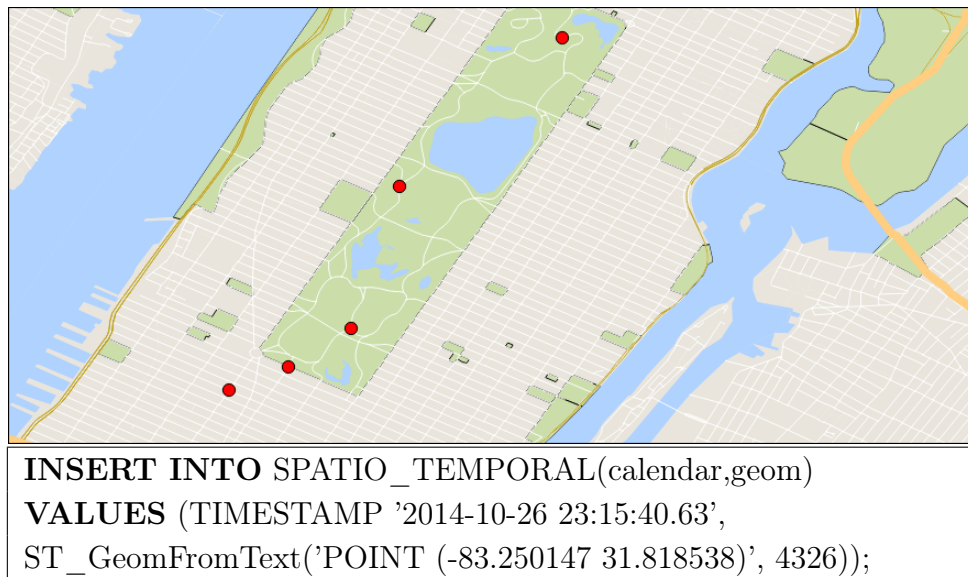 INSERT INTO SPATIO_TEMPORAL(calendar,geom)
VALUES (TIMESTAMP '2014-10-26 23:15:40.63',
ST_GeomFromText('POINT (-83.250147 31.818538)', 4326));